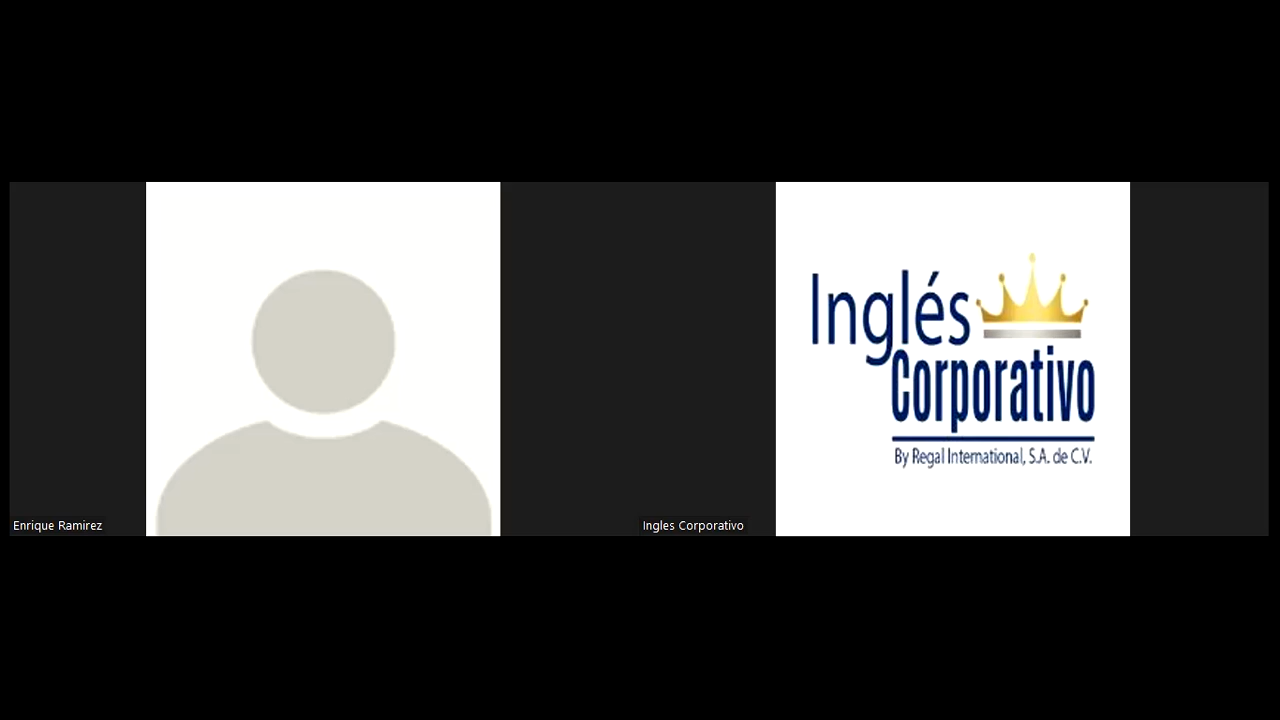 Inglés
Corporativo
By Regal International, S.A. de C.V.
Enrique Ramirez
Ingles Corporativo